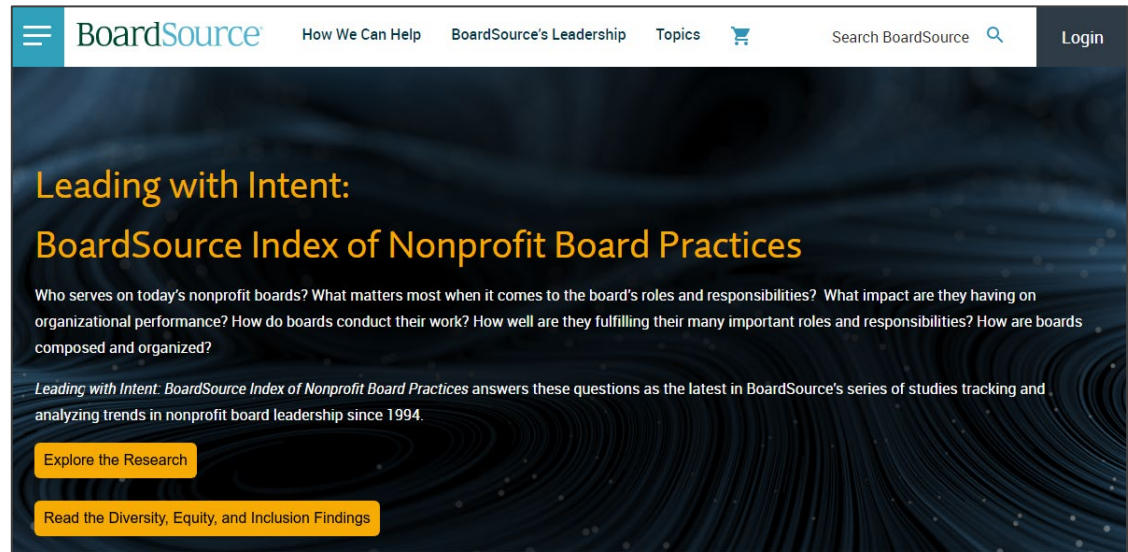 BoardSource
How We Can Help
BoardSource's Leadership
Topics
Search BoardSource
Login
Leading with Intent:
BoardSource Index of Nonprofit Board Practices
Who serves on today's nonprofit boards? What matters most when it comes to the board's roles and responsibilities? What impact are they having on
organizational performance? How do boards conduct their work? How well are they fulfilling their many important roles and responsibilities? How are boards
composed and organized?
Leading with Intent: BoardSource Index of Nonprofit Board Practices answers these questions as the latest in BoardSource's series of studies tracking and
analyzing trends in nonprofit board leadership since 1994.
Explore the Research
Read the Diversity, Equity, and Inclusion Findings